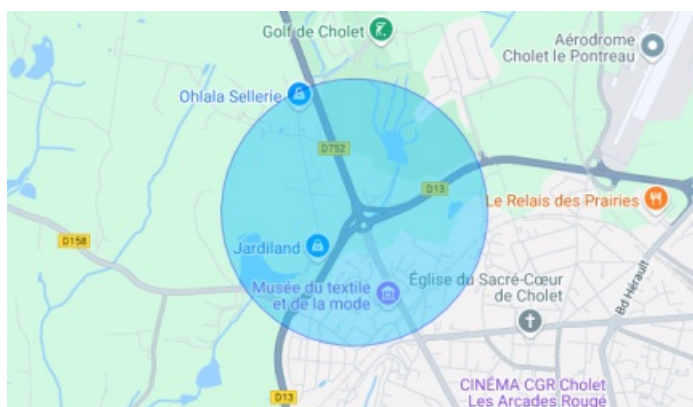 Golf de Cholet
Aérodrome
Cholet le Pontreau
Ohlala Sellerie
D752
D13
Le Relais des Prairies
D158
Jardiland
Musée du textile
et de la mode
Église du Sacré-Cœur
de Cholet
Bd Hérault
CINÉMA CGR Cholet
Les Arcades Rougé
D13